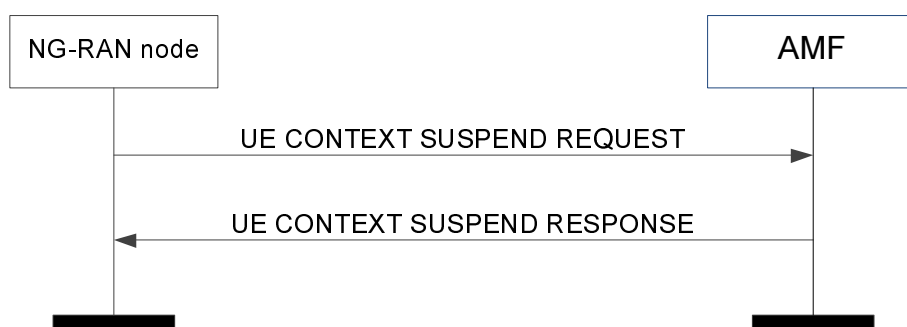 NG-RAN node
AMF
UE CONTEXT SUSPEND REQUEST
UE CONTEXT SUSPEND RESPONSE